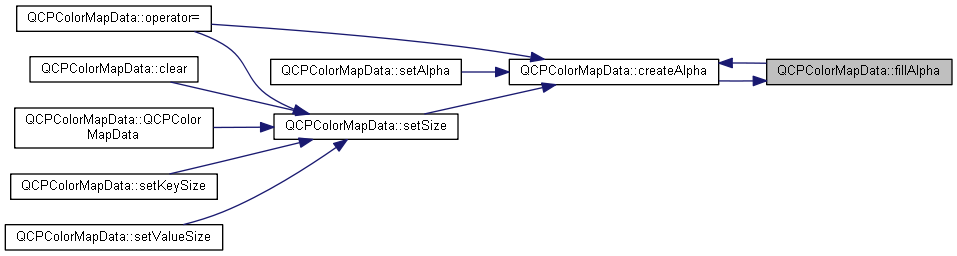 QCPColorMapData::operator=
QCPColorMapData::clear
QCPColorMapData::QCPColor
MapData
QCPColorMapData::setKeySize
QCPColorMapData::setValueSize
QCPColorMapData::setAlpha
QCPColorMapData::setSize
QCPColorMapData::createAlpha
QCPColorMapData::fillAlpha